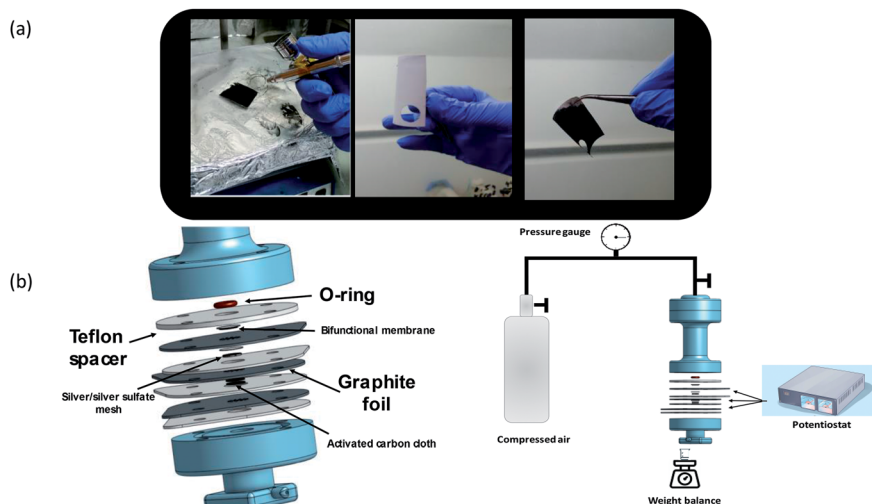 (a)
Pressure gauge
(b)
O-ring
Bifunctional membrane
Teflon
spacer
Silver/silver sulfate
mesh
Graphite
foil
Activated carbon cloth
Compressed air
Potentiostat
Weight balance